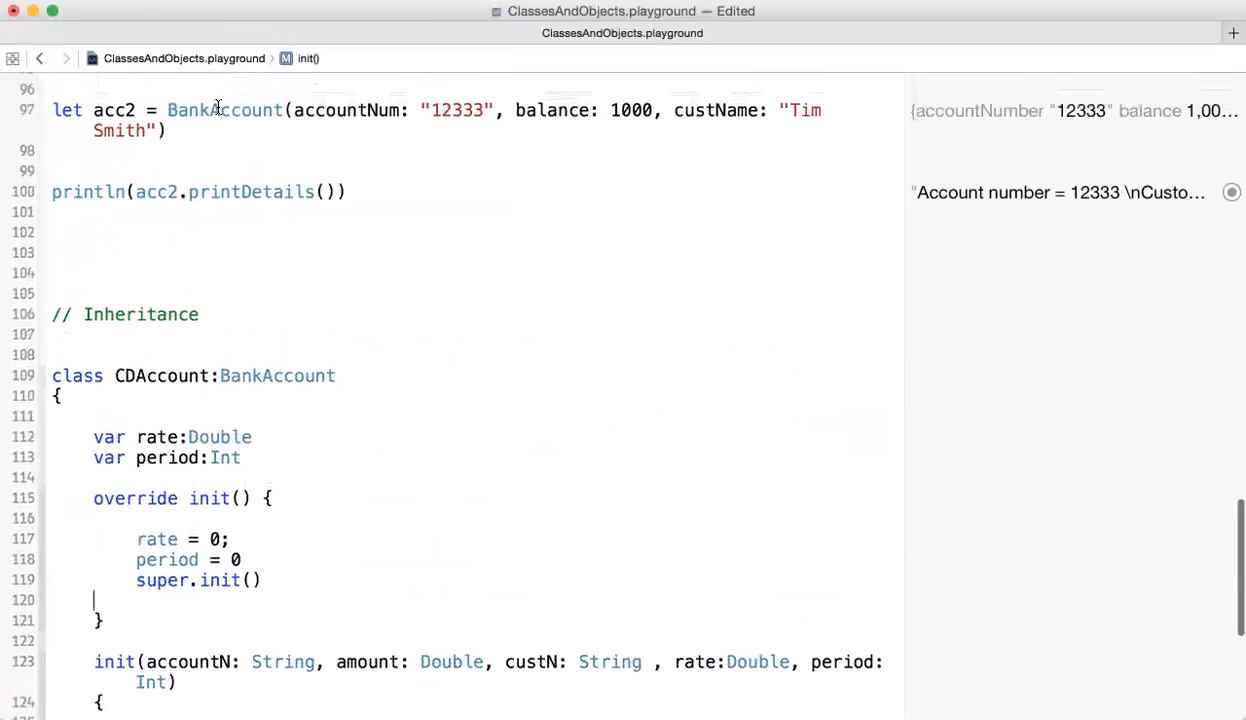 ClassesAndObjects.playground — Edited
ClassesAndObjects.playground
ClassesAndObjects.playground › M init()
96
97 let acc2 = BankAccount(accountNum: "12333", balance: 1000, custName: "Tim {accountNumber "12333" balance 1,00...
Smith")
98
99
100 println(acc2.printDetails()) "Account number = 12333 \nCusto...
101
102
103
104
105
106 // Inheritance
107
108
109 class CDAccount:BankAccount
110 {
111
112 var rate:Double
113 var period:Int
114
115 override init() {
116
117 rate = 0;
118 period = 0
119 super.init()
120
121 }
122
123 init(accountN: String, amount: Double, custN: String , rate:Double, period:
Int)
124 {